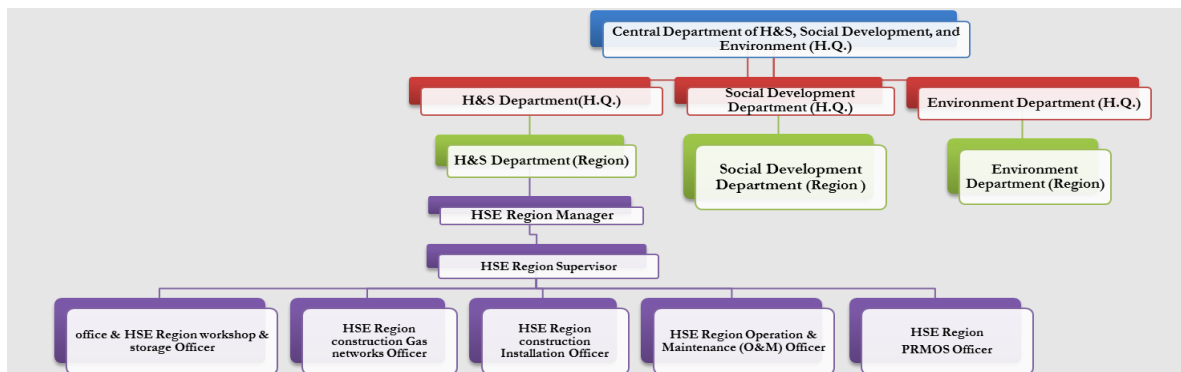 Central Department of H&S, Social Development, and
Environment (H.Q.)
H&S Department(H.Q.)
Social Development
Department (H.Q.)
Environment Department (H.Q.)
H&S Department (Region)
Social Development
Department (Region )
Environment
Department (Region)
HSE Region Manager
HSE Region Supervisor
office & HSE Region workshop &
storage Officer
HSE Region
construction Gas
networks Officer
HSE Region
construction
Installation Officer
HSE Region Operation &
Maintenance (O&M) Officer
HSE Region
PRMOS Officer